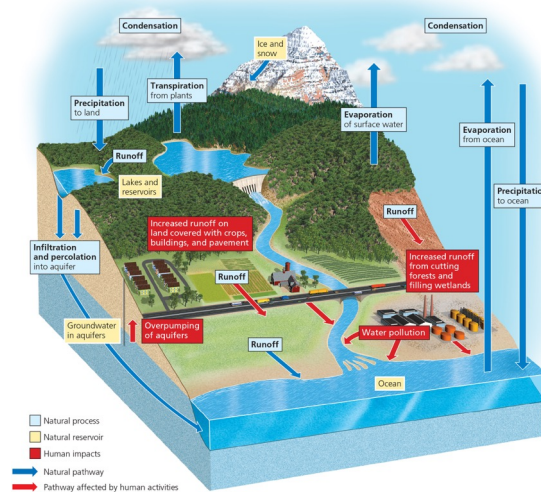 Condensation
Condensation
Ice and
snow
Transpiration
from plants
Precipitation
to land
Evaporation
of surface water
Evaporation
from ocean
Runoff
Lakes and
reservoirs
Precipitatio
to ocean
Runoff
Increased runoff on
land covered with crops,
buildings, and pavement
Infiltration
and percolation
into aquifer
Increased runoff
from cutting
forests and
filling wetlands
Runoff
Groundwater
in aquifers
Overpumping
of aquifers
Water pollution
Runoff
Ocean
Natural process
Natural reservoir
Human impacts
Natural pathway
Pathway affected by human activities